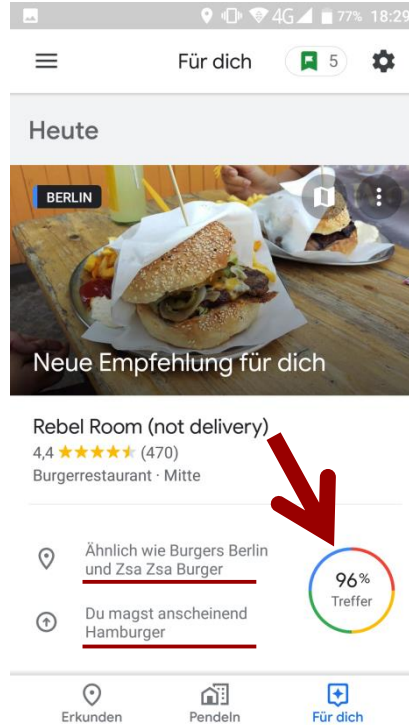 4G 77% 18:29
Für dich 5
Heute
BERLIN
Neue Empfehlung für dich
Rebel Room (not delivery)
4,4 ★★★★★ (470)
Burgerrestaurant · Mitte
Ähnlich wie Burgers Berlin
und Zsa Zsa Burger
96%
Treffer
Du magst anscheinend
Hamburger
Erkunden Pendeln Für dich